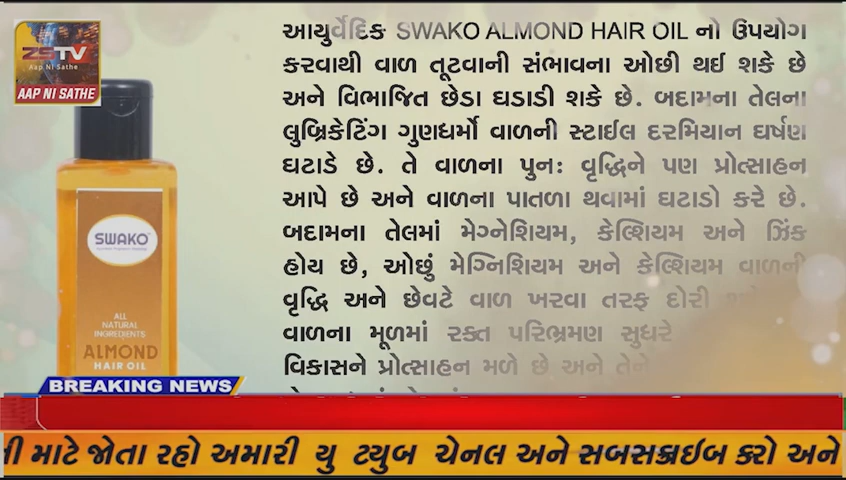 ZSTV
Aap Ni Sathe
AAP NI SATHE
આયુર્વેદિક SWAKO ALMOND HAIR OIL નો ઉપયોગ
કરવાથી વાળ તૂટવાની સંભાવના ઓછી થઈ શકે છે
અને વિભાજિત છેડા ઘડાડી શકે છે. બદામના તેલના
લુબ્રિકેટિંગ ગુણધર્મો વાળની સ્ટાઈલ દરમિયાન ઘર્ષણ
ઘટાડે છે. તે વાળના પુનઃ વૃદ્ધિને પણ પ્રોત્સાહન
આપે છે અને વાળના પાતળા થવામાં ઘટાડો કરે છે.
બદામના તેલમાં મેગ્નેશિયમ, કેલ્શિયમ અને ઝિંક
હોય છે, ઓછું મેગ્નિશિયમ અને કેલ્શિયમ વાળની
વૃદ્ધિ અને છેવટે વાળ ખરવા તરફ દોરી
વાળના મૂળમાં રક્ત પરિભ્રમણ સુધરે
વિકાસને પ્રોત્સાહન મળે છે અને તેને
SWAKO
ALL
NATURAL
INGREDIENTS
ALMOND
HAIR OIL
BREAKING NEWS
માટે જોતા રહો અમારી યુ ટ્યુબ ચેનલ અને સબસક્રાઇબ કરો અને